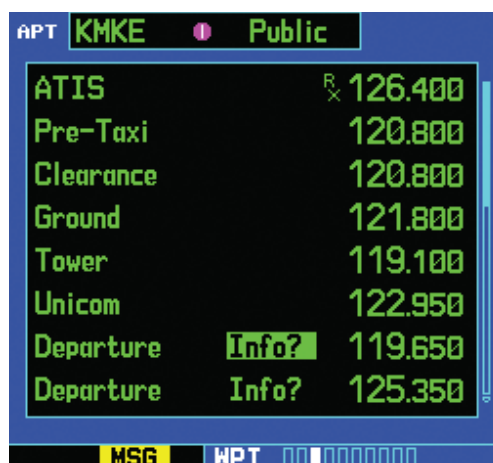 APT KMKE Public
ATIS Rx 126.400
Pre-Taxi 120.800
Clearance 120.800
Ground 121.800
Tower 119.100
Unicom 122.950
Departure Info? 119.650
Departure Info? 125.350
MSG WPT